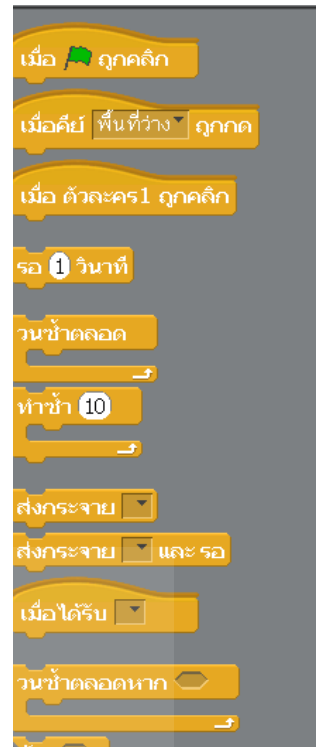 เมื่อ ถูกคลิก
เมื่อคีย์ พื้นที่ว่าง ถูกกด
เมื่อ ตัวละคร1 ถูกคลิก
รอ 1 วินาที
วนซ้ำตลอด
ทำซ้ำ 10
ส่งกระจาย
ส่งกระจาย และ รอ
เมื่อได้รับ
วนซ้ำตลอดหาก